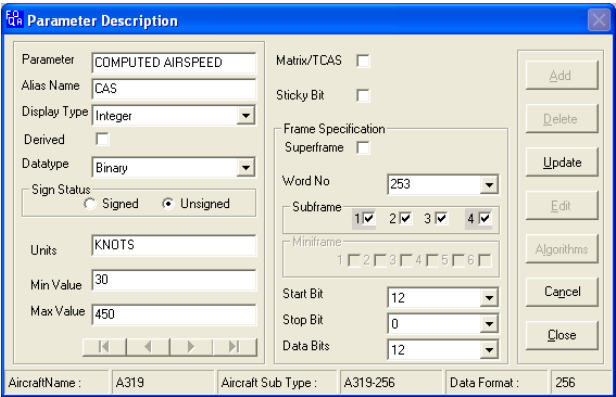 FO
QA Parameter Description
Parameter COMPUTED AIRSPEED
Alias Name CAS
Display Type Integer
Derived
Datatype Binary
Sign Status
Signed Unsigned
Units KNOTS
Min Value 30
Max Value 450
Matrix/TCAS
Sticky Bit
Frame Specification
Superframe
Word No 253
Subframe
1 2 3 4
Miniframe
1 2 3 4 5 6
Start Bit 12
Stop Bit 0
Data Bits 12
Add
Delete
Update
Edit
Algorithms
Cancel
Close
AircraftName : A319 Aircraft Sub Type : A319-256 Data Format : 256